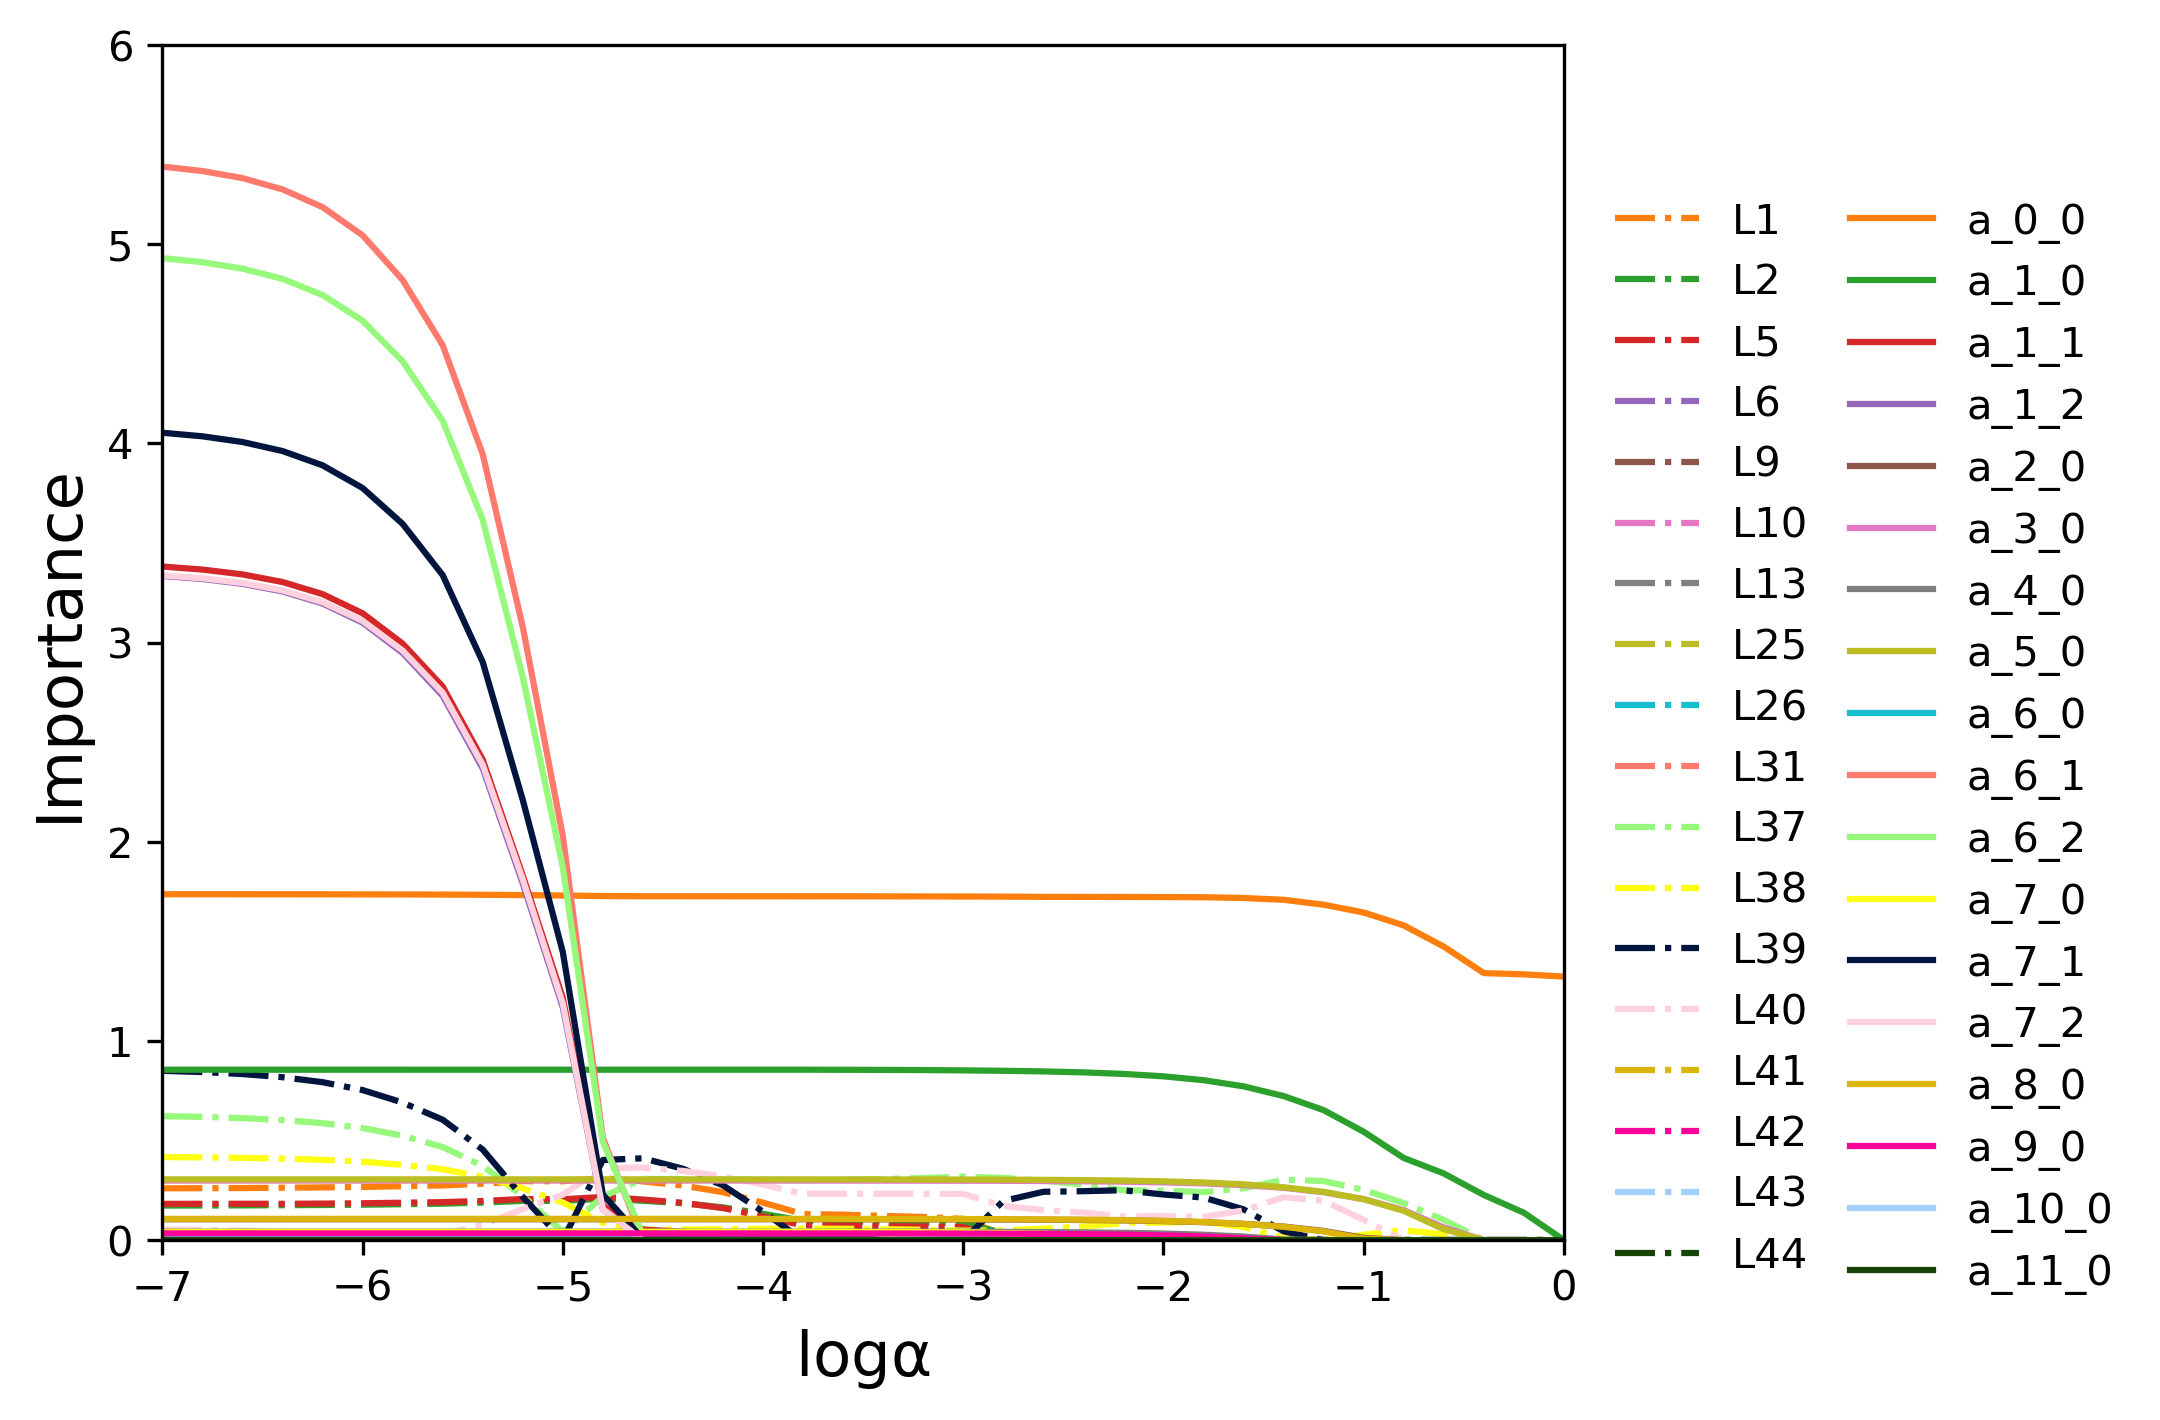 6
5
4
3
2
1
0
Importance
−7
−6
−5
−4
−3
−2
−1
0
logα
L1
L2
L5
L6
L9
L10
L13
L25
L26
L31
L37
L38
L39
L40
L41
L42
L43
L44
a_0_0
a_1_0
a_1_1
a_1_2
a_2_0
a_3_0
a_4_0
a_5_0
a_6_0
a_6_1
a_6_2
a_7_0
a_7_1
a_7_2
a_8_0
a_9_0
a_10_0
a_11_0